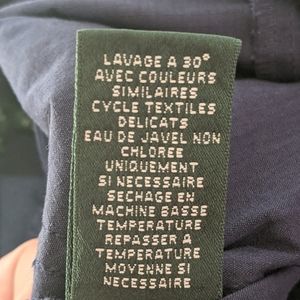 LAVAGE A 30°
AVEC COULEURS
SIMILAIRES
CYCLE TEXTILES
DELICATS
EAU DE JAVEL NON
CHLOREE
UNIQUEMENT
SI NECESSAIRE
SECHAGE EN
MACHINE BASSE
TEMPERATURE
REPASSER A
TEMPERATURE
MOYENNE SI
NECESSAIRE